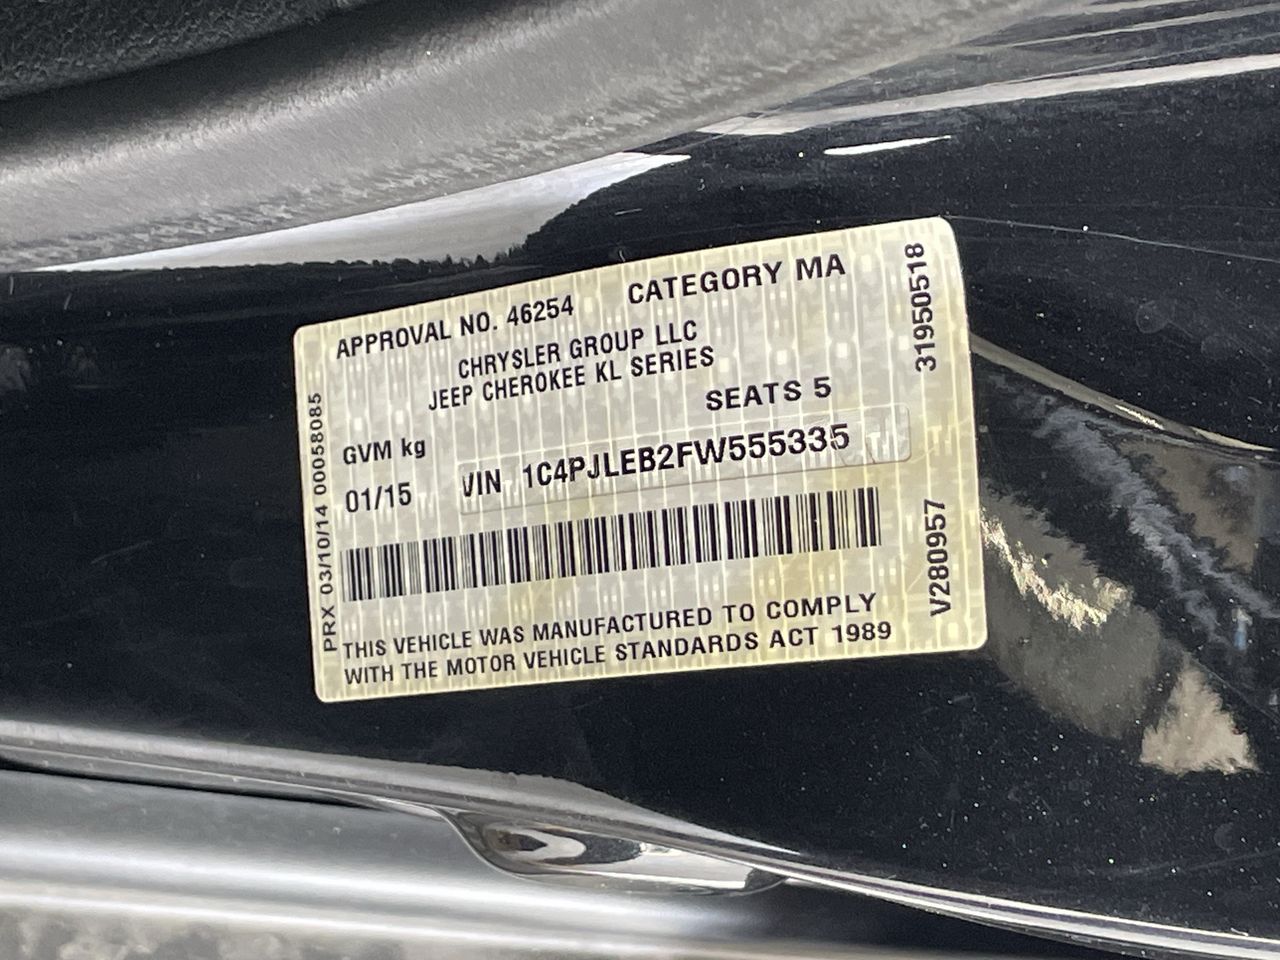 APPROVAL NO. 46254 CATEGORY MA
CHRYSLER GROUP LLC
JEEP CHEROKEE KL SERIES
SEATS 5
GVM kg
01/15 VIN 1C4PJLEB2FW555335
THIS VEHICLE WAS MANUFACTURED TO COMPLY
WITH THE MOTOR VEHICLE STANDARDS ACT 1989
PRX 03/10/14 00058085
31950518
V280957